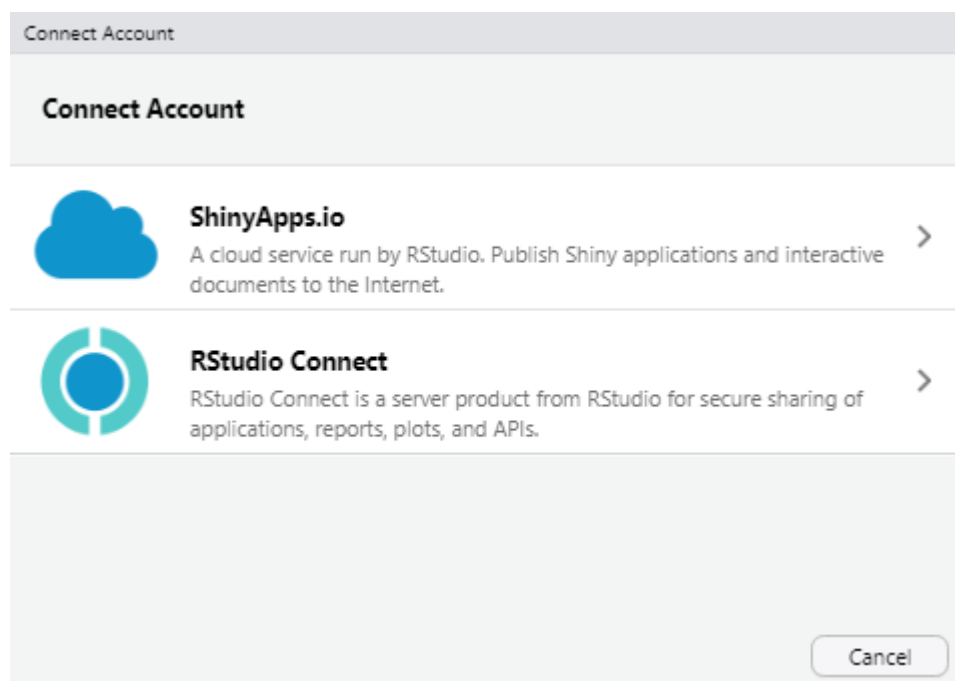 Connect Account
Connect Account
ShinyApps.io
A cloud service run by RStudio. Publish Shiny applications and interactive
documents to the Internet.
RStudio Connect
RStudio Connect is a server product from RStudio for secure sharing of
applications, reports, plots, and APIs.
Cancel